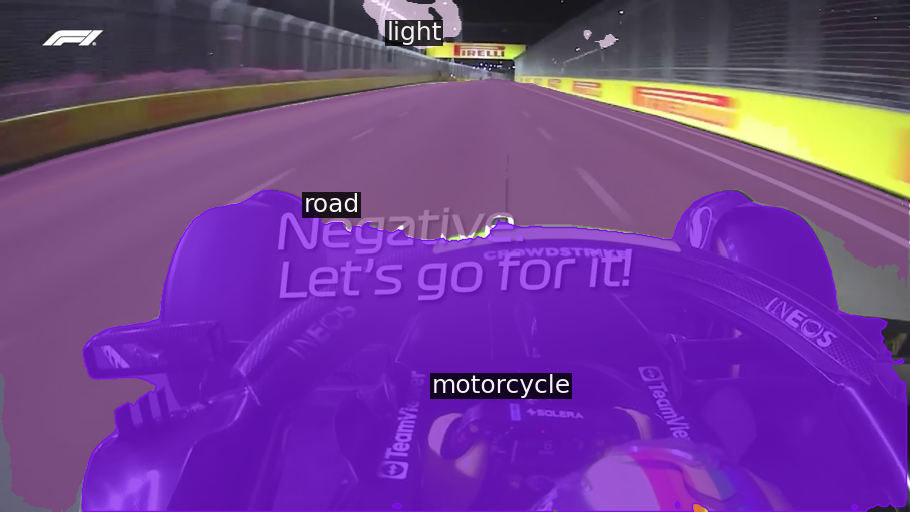 F1
light
PIRELLI
road
Negative.
Let's go for it!
CROWDSTRIKE
INEOS
INEOS
motorcycle
TeamViewer
SOLERA
TeamViewer